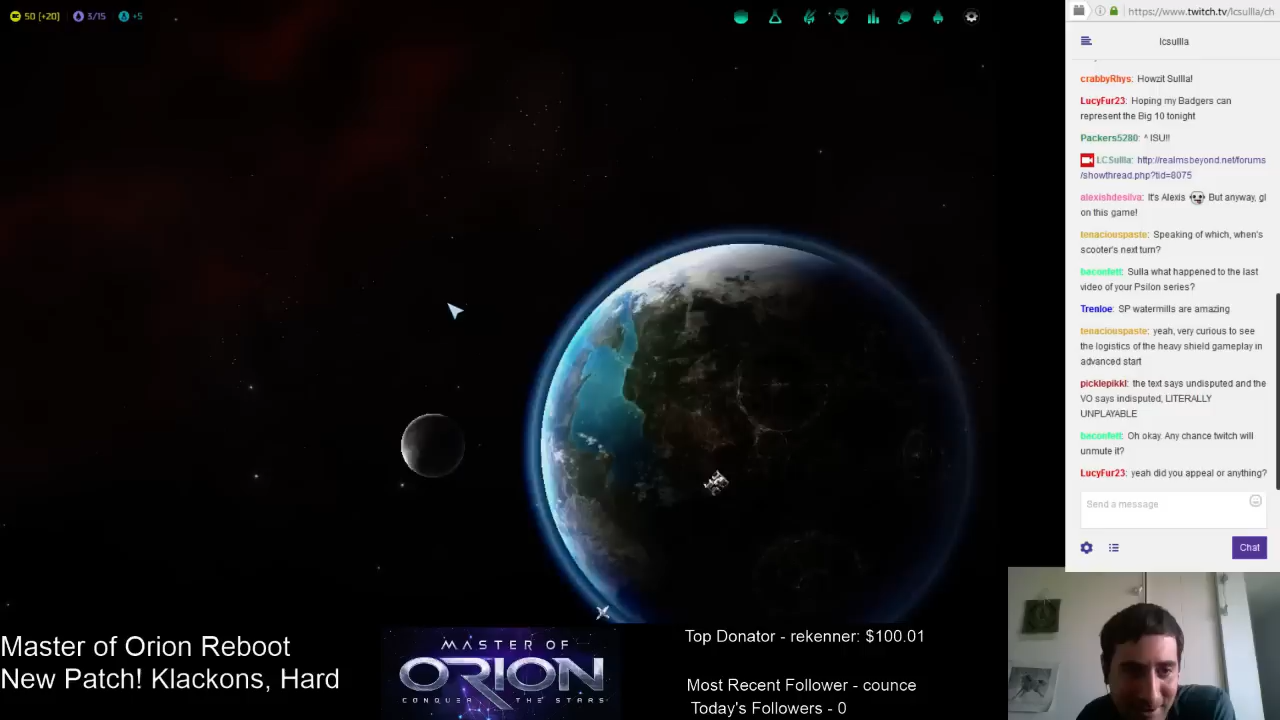 50 [+20] 3/15 +5
https://www.twitch.tv/lcsullla/ch
lcsullla
crabbyRhys: Howzit Sullla!
LucyFur23: Hoping my Badgers can
represent the Big 10 tonight
Packers5280: ^ ISU!!
LCSullla: http://realmsbeyond.net/forums
/showthread.php?tid=8075
alexishdesilva: It's Alexis But anyway, gl
on this game!
tenaciouspaste: Speaking of which, when's
scooter's next turn?
baconfett: Sulla what happened to the last
video of your Psilon series?
Trenloe: SP watermills are amazing
tenaciouspaste: yeah, very curious to see
the logistics of the heavy shield gameplay in
advanced start
picklepikkl: the text says undisputed and the
VO says indisputed, LITERALLY
UNPLAYABLE
baconfett: Oh okay. Any chance twitch will
unmute it?
LucyFur23: yeah did you appeal or anything?
Send a message
Chat
Master of Orion Reboot
New Patch! Klackons, Hard
MASTER OF
ORION
CONQUER THE STARS
Top Donator - rekenner: $100.01
Most Recent Follower - counce
Today's Followers - 0